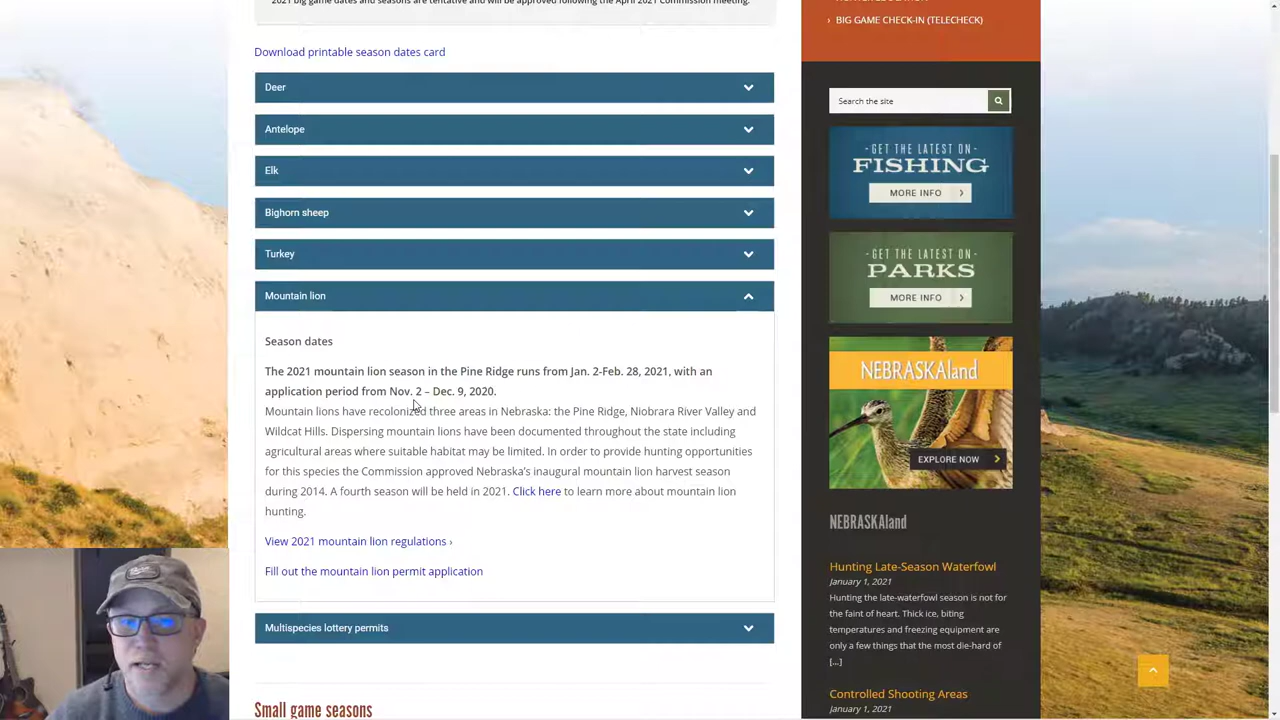 2021 big game dates and seasons are tentative and will be approved following the April 2021 Commission meeting.
Download printable season dates card
Deer
Antelope
Elk
Bighorn sheep
Turkey
Mountain lion
Season dates
The 2021 mountain lion season in the Pine Ridge runs from Jan. 2-Feb. 28, 2021, with an
application period from Nov. 2 – Dec. 9, 2020.
Mountain lions have recolonized three areas in Nebraska: the Pine Ridge, Niobrara River Valley and
Wildcat Hills. Dispersing mountain lions have been documented throughout the state including
agricultural areas where suitable habitat may be limited. In order to provide hunting opportunities
for this species the Commission approved Nebraska's inaugural mountain lion harvest season
during 2014. A fourth season will be held in 2021. Click here to learn more about mountain lion
hunting.
View 2021 mountain lion regulations ›
Fill out the mountain lion permit application
Multispecies lottery permits
Small game seasons
› BIG GAME CHECK-IN (TELECHECK)
Search the site
- GET THE LATEST ON -
FISHING
MORE INFO >
- GET THE LATEST ON -
PARKS
MORE INFO >
NEBRASKAland
EXPLORE NOW >
NEBRASKAland
Hunting Late-Season Waterfowl
January 1, 2021
Hunting the late-waterfowl season is not for
the faint of heart. Thick ice, biting
temperatures and freezing equipment are
only a few things that the most die-hard of
[...]
Controlled Shooting Areas
January 1, 2021